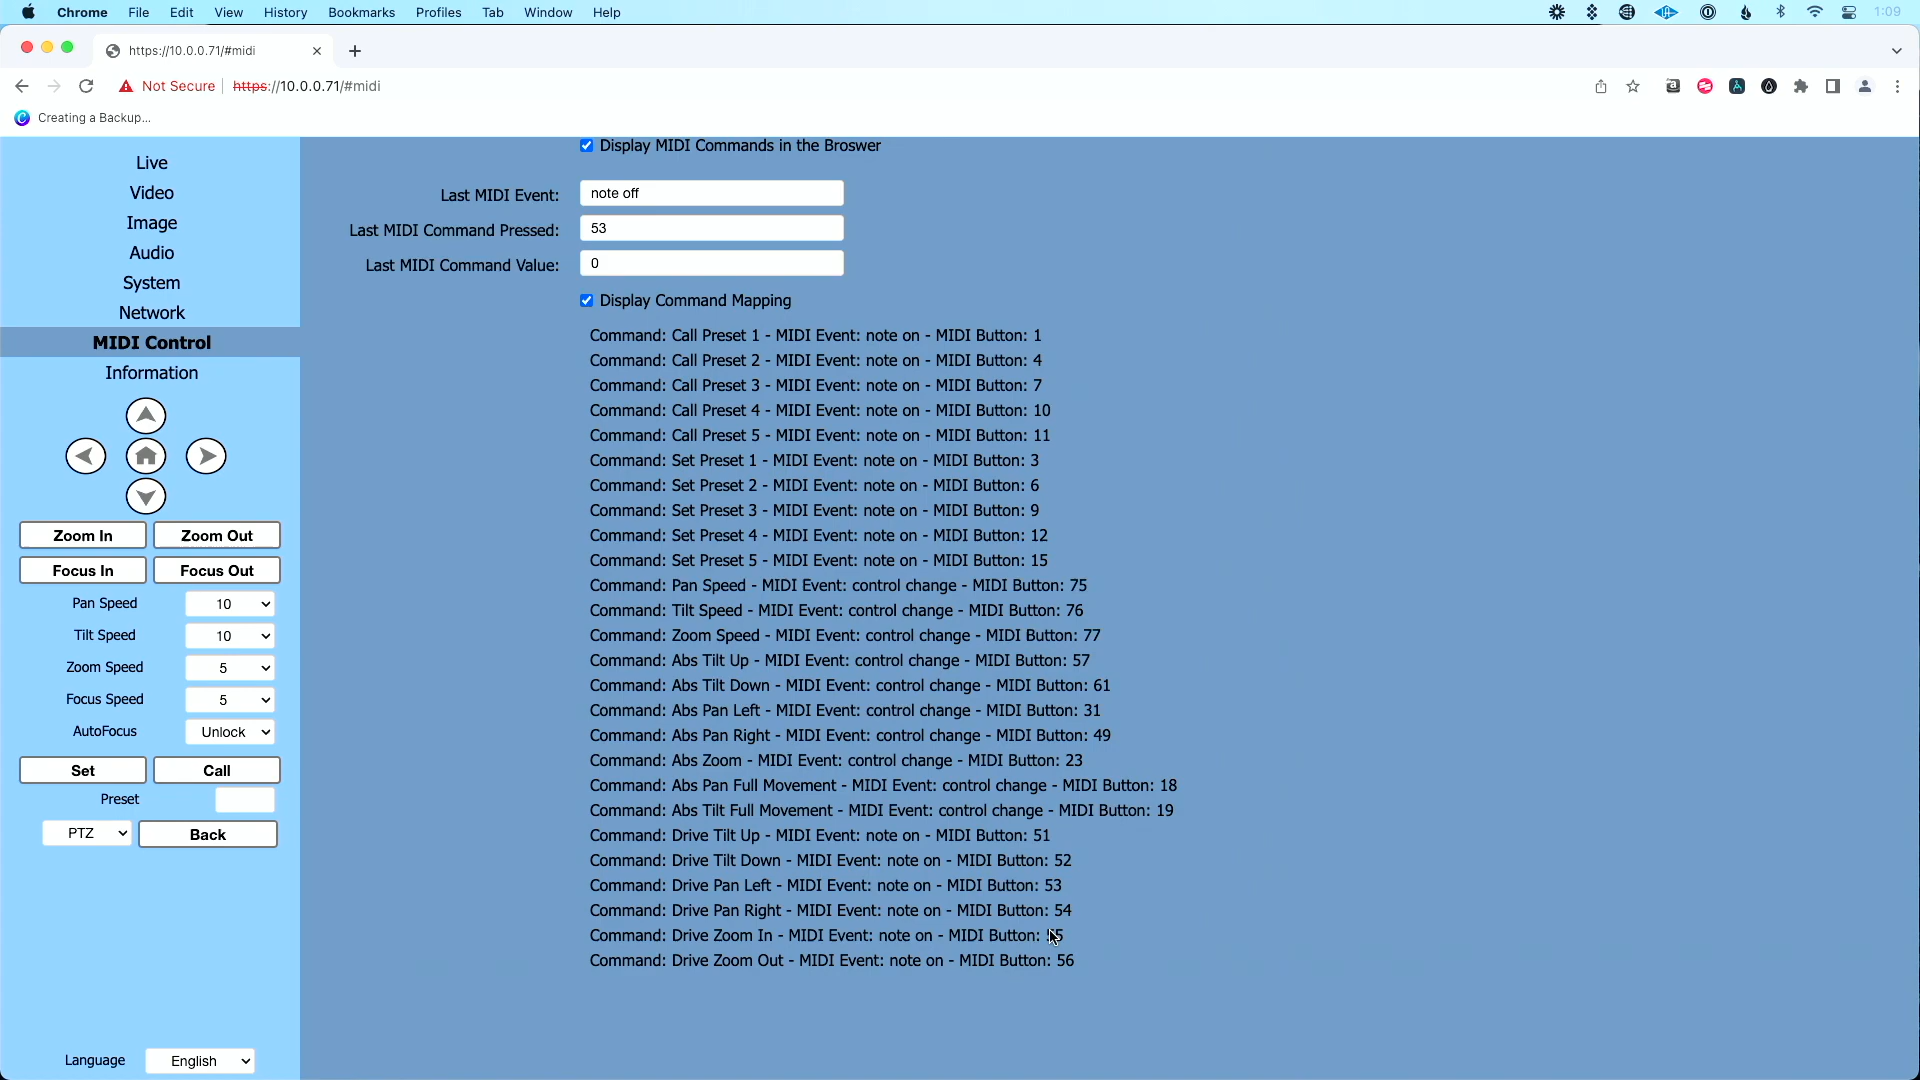 Chrome File Edit View History Bookmarks Profiles Tab Window Help 1:09
https://10.0.0.71/#midi
Not Secure https://10.0.0.71/#midi
Creating a Backup...
Live
Video
Image
Audio
System
Network
MIDI Control
Information
Zoom In Zoom Out
Focus In Focus Out
Pan Speed 10
Tilt Speed 10
Zoom Speed 5
Focus Speed 5
AutoFocus Unlock
Set Call
Preset
PTZ Back
Language English
Display MIDI Commands in the Broswer
Last MIDI Event: note off
Last MIDI Command Pressed: 53
Last MIDI Command Value: 0
Display Command Mapping
Command: Call Preset 1 - MIDI Event: note on - MIDI Button: 1
Command: Call Preset 2 - MIDI Event: note on - MIDI Button: 4
Command: Call Preset 3 - MIDI Event: note on - MIDI Button: 7
Command: Call Preset 4 - MIDI Event: note on - MIDI Button: 10
Command: Call Preset 5 - MIDI Event: note on - MIDI Button: 11
Command: Set Preset 1 - MIDI Event: note on - MIDI Button: 3
Command: Set Preset 2 - MIDI Event: note on - MIDI Button: 6
Command: Set Preset 3 - MIDI Event: note on - MIDI Button: 9
Command: Set Preset 4 - MIDI Event: note on - MIDI Button: 12
Command: Set Preset 5 - MIDI Event: note on - MIDI Button: 15
Command: Pan Speed - MIDI Event: control change - MIDI Button: 75
Command: Tilt Speed - MIDI Event: control change - MIDI Button: 76
Command: Zoom Speed - MIDI Event: control change - MIDI Button: 77
Command: Abs Tilt Up - MIDI Event: control change - MIDI Button: 57
Command: Abs Tilt Down - MIDI Event: control change - MIDI Button: 61
Command: Abs Pan Left - MIDI Event: control change - MIDI Button: 31
Command: Abs Pan Right - MIDI Event: control change - MIDI Button: 49
Command: Abs Zoom - MIDI Event: control change - MIDI Button: 23
Command: Abs Pan Full Movement - MIDI Event: control change - MIDI Button: 18
Command: Abs Tilt Full Movement - MIDI Event: control change - MIDI Button: 19
Command: Drive Tilt Up - MIDI Event: note on - MIDI Button: 51
Command: Drive Tilt Down - MIDI Event: note on - MIDI Button: 52
Command: Drive Pan Left - MIDI Event: note on - MIDI Button: 53
Command: Drive Pan Right - MIDI Event: note on - MIDI Button: 54
Command: Drive Zoom In - MIDI Event: note on - MIDI Button:
Command: Drive Zoom Out - MIDI Event: note on - MIDI Button: 56